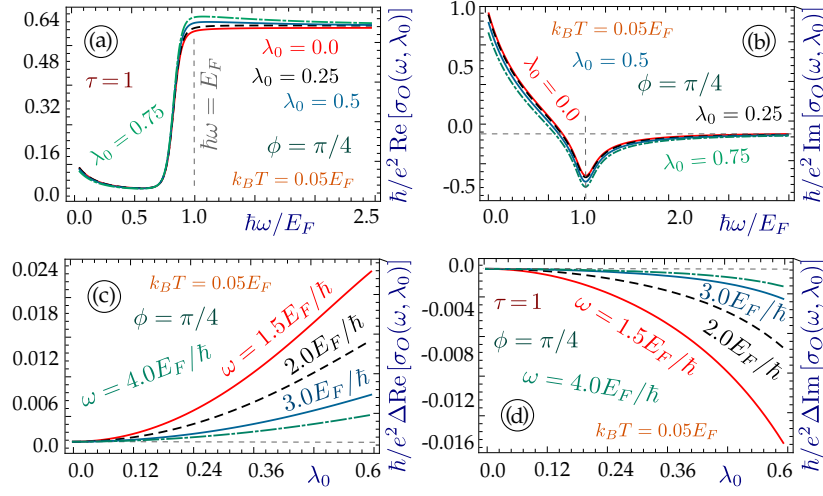 0.64
0.48
0.32
0.16
0.0
(a)
λ₀ = 0.0
τ = 1
λ₀ = 0.25
λ₀ = 0.5
λ₀ = 0.75
ħω = E_F
ϕ = π/4
k_BT = 0.05E_F
0.0
0.5
1.0
2.5
ħω/E_F
ħ/e² Re [σ_O(ω, λ₀)]
1.0
0.5
0.0
-0.5
k_BT = 0.05E_F
(b)
λ₀ = 0.5
λ₀ = 0.0
ϕ = π/4
λ₀ = 0.25
λ₀ = 0.75
0.0
1.0
2.0
3.0
ħω/E_F
ħ/e² Im [σ_O(ω, λ₀)]
0.024
0.018
0.012
0.006
0.0
(c)
k_BT = 0.05E_F
ϕ = π/4
ω = 1.5E_F/ħ
ω = 4.0E_F/ħ
2.0E_F/ħ
3.0E_F/ħ
0.0
0.12
0.24
0.36
λ₀
0.6
ħ/e² ΔRe [σ_O(ω, λ₀)]
0.0
-0.004
-0.008
-0.012
-0.016
τ = 1
3.0E_F/ħ
ω = 1.5E_F/ħ
ϕ = π/4
2.0E_F/ħ
ω = 4.0E_F/ħ
(d)
k_BT = 0.05E_F
0.0
0.12
0.24
0.36
λ₀
0.6
ħ/e² ΔIm [σ_O(ω, λ₀)]